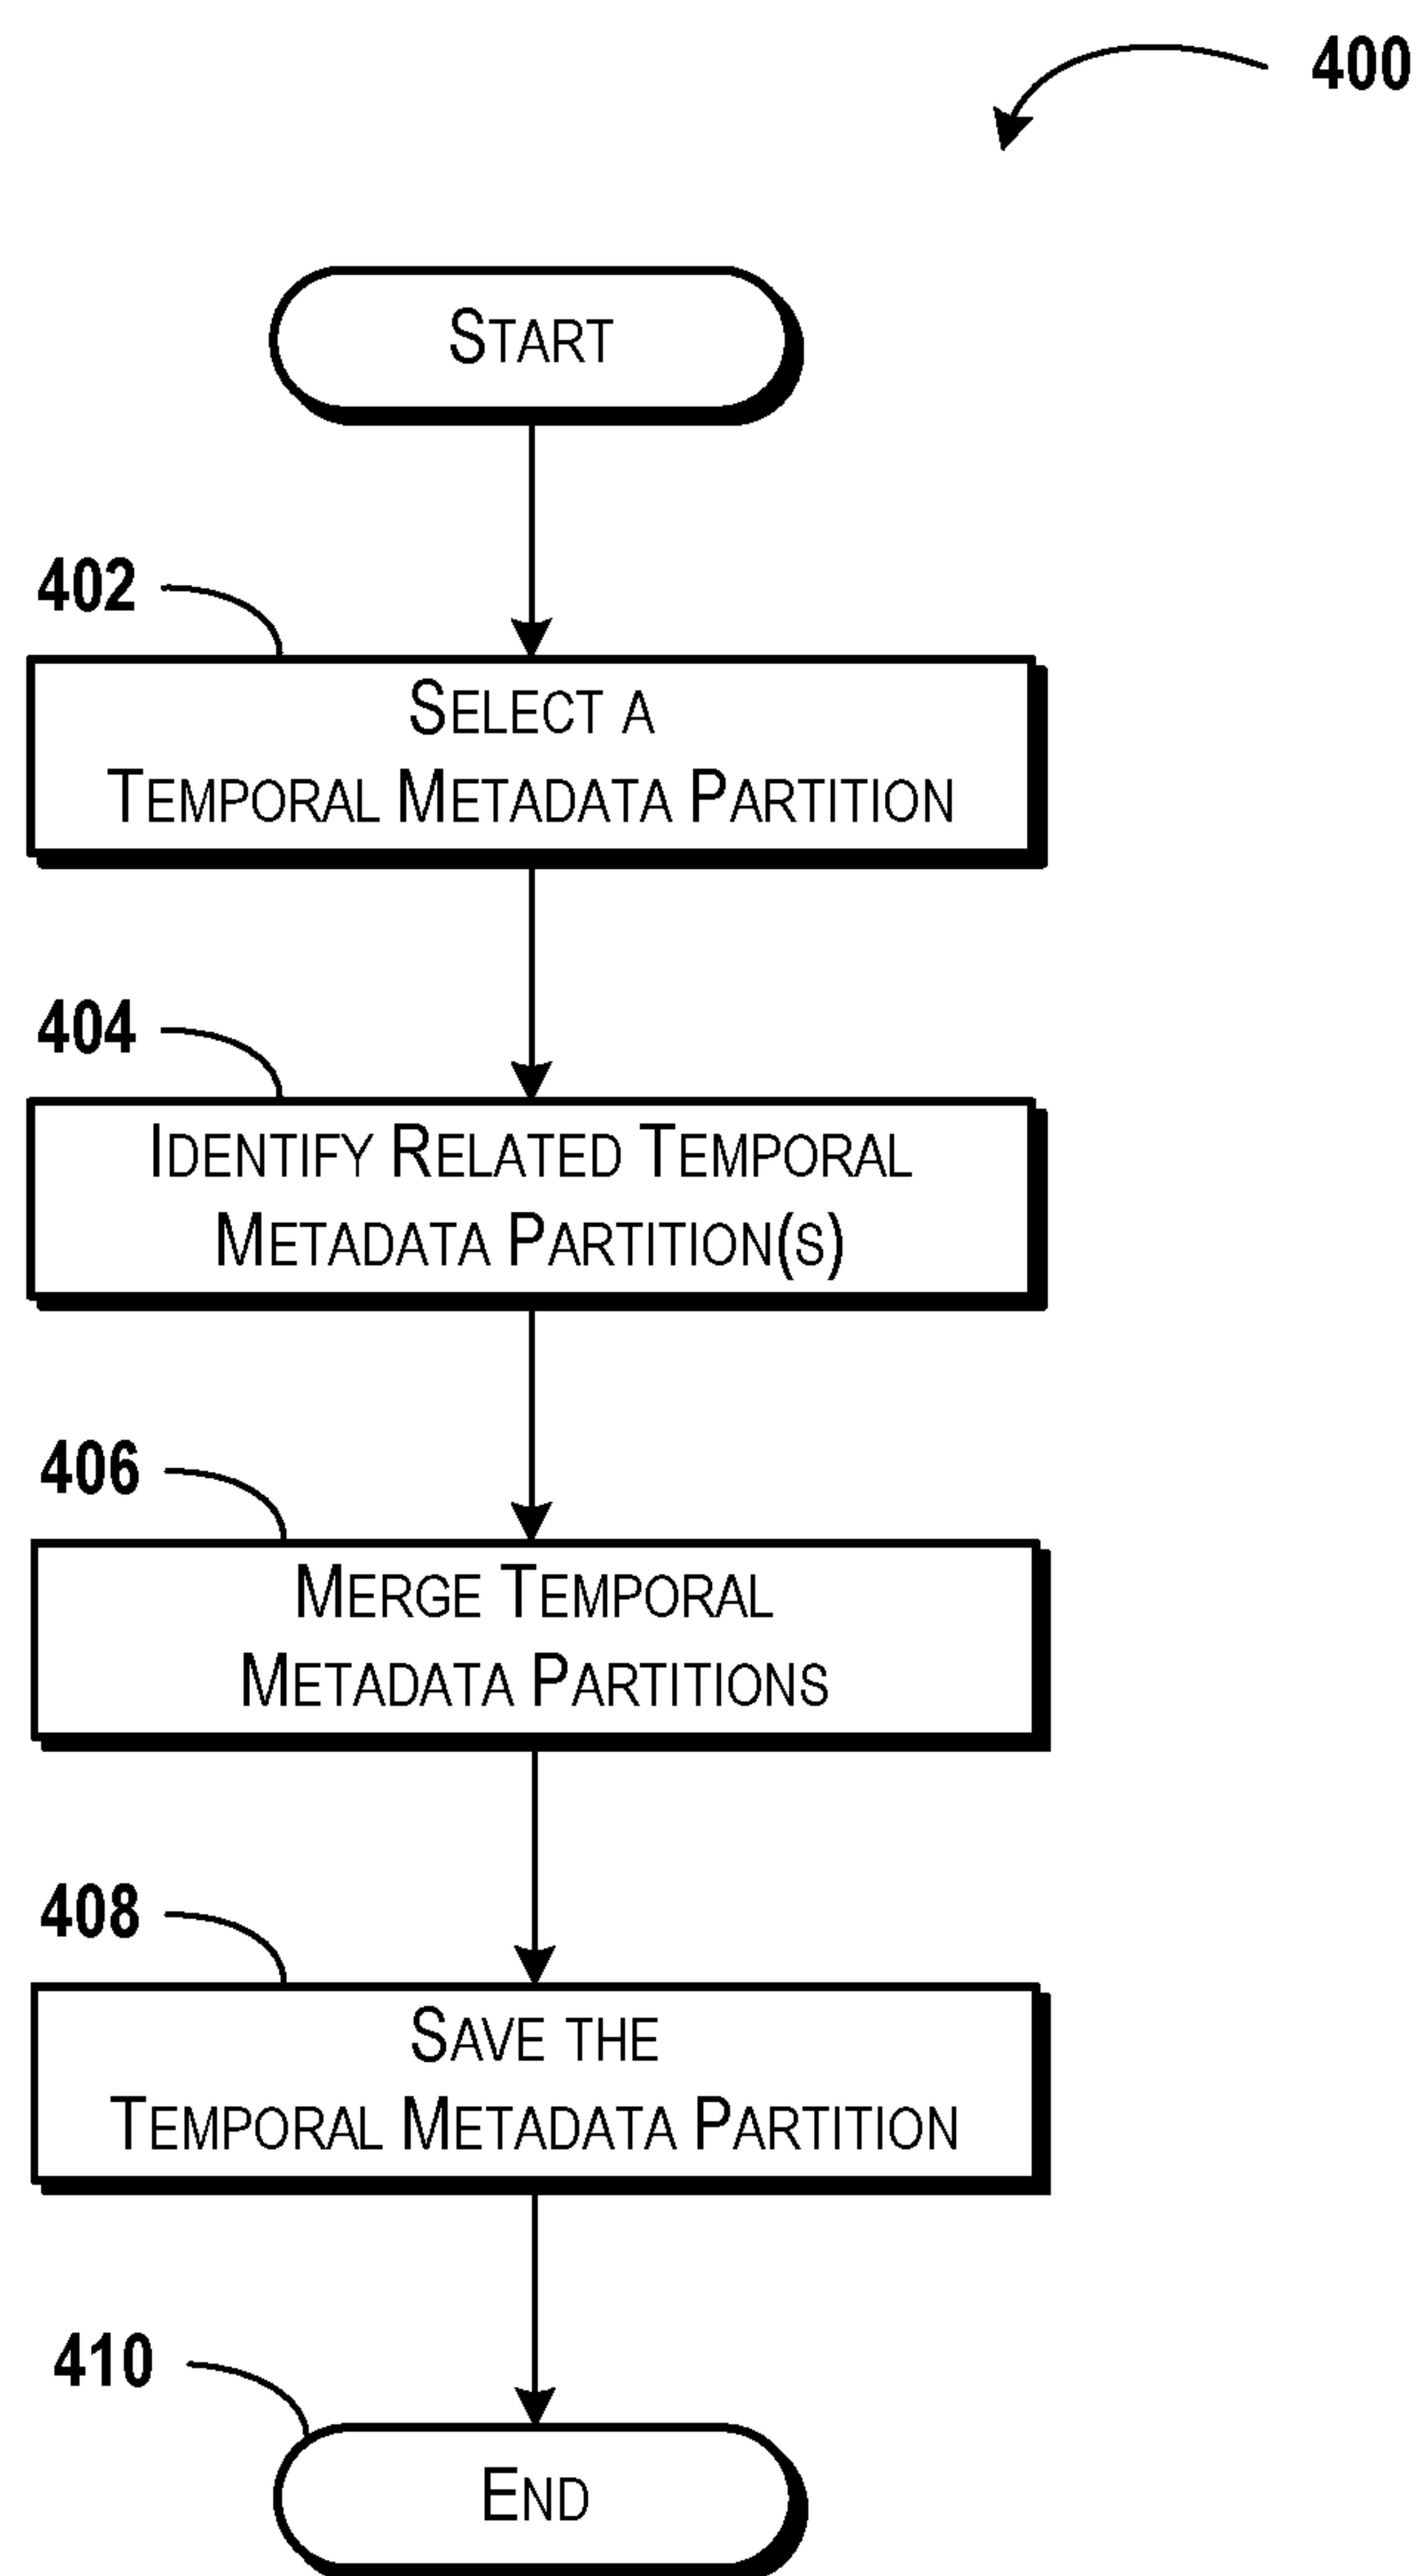 400
START
402
SELECT A
TEMPORAL METADATA PARTITION
404
IDENTIFY RELATED TEMPORAL
METADATA PARTITION(S)
406
MERGE TEMPORAL
METADATA PARTITIONS
408
SAVE THE
TEMPORAL METADATA PARTITION
410
END